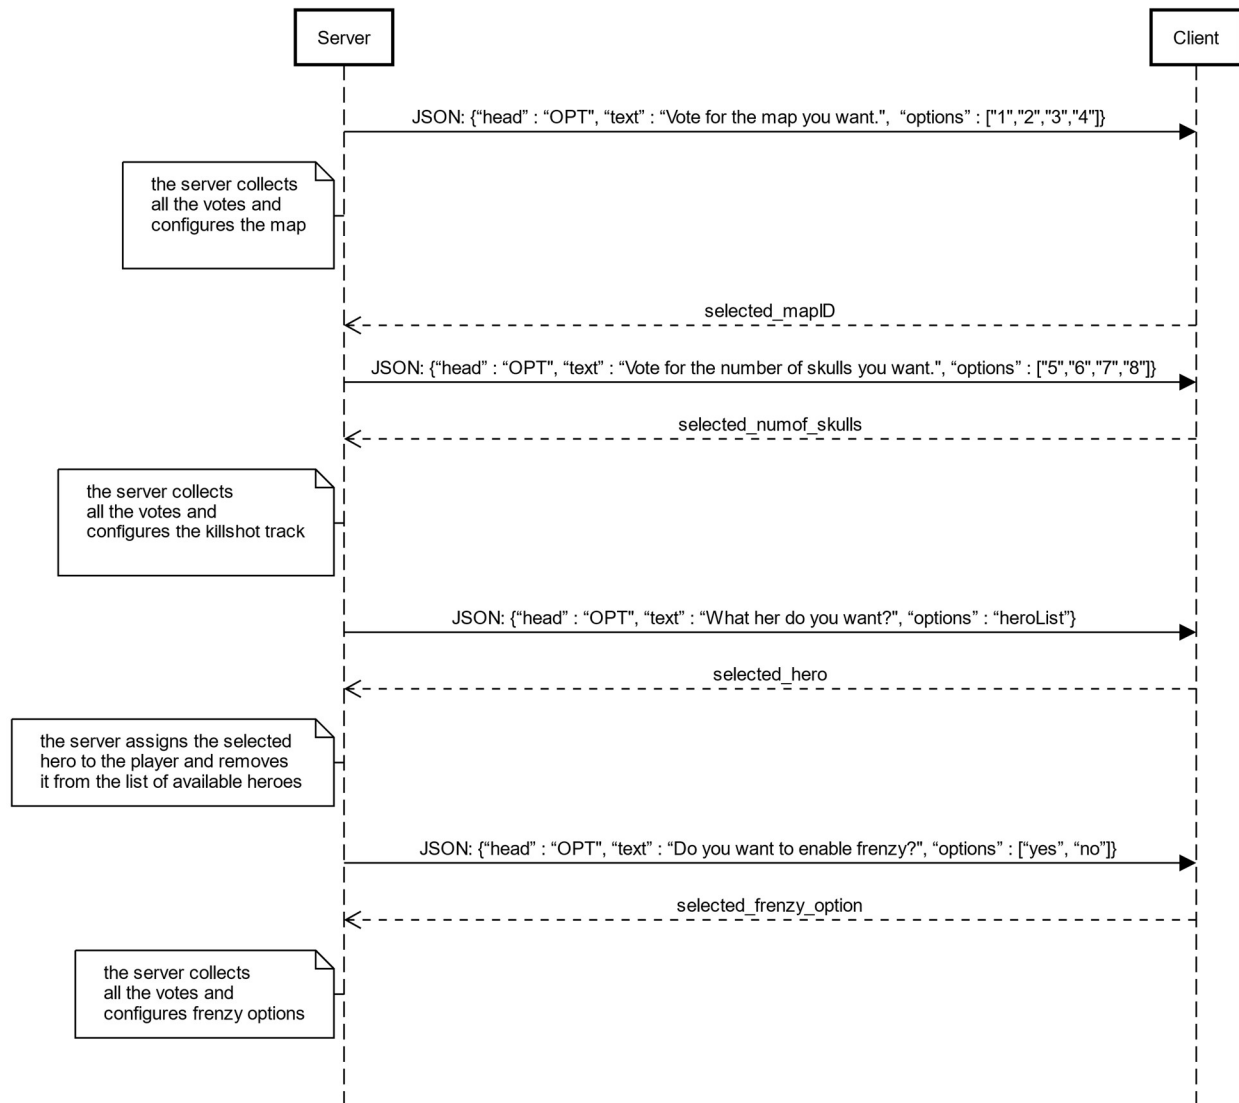 Server
Client
JSON: {“head” : “OPT", “text” : “Vote for the map you want.",  “options” : ["1","2","3","4"]}
the server collects
all the votes and
configures the map
selected_mapID
JSON: {“head” : “OPT", “text” : “Vote for the number of skulls you want.", “options” : ["5","6","7","8"]}
selected_numof_skulls
the server collects
all the votes and
configures the killshot track
JSON: {“head” : “OPT", “text” : “What her do you want?", “options” : “heroList”}
selected_hero
the server assigns the selected
hero to the player and removes
it from the list of available heroes
JSON: {“head” : “OPT", “text” : “Do you want to enable frenzy?", “options” : [“yes”, “no”]}
selected_frenzy_option
the server collects
all the votes and
configures frenzy options